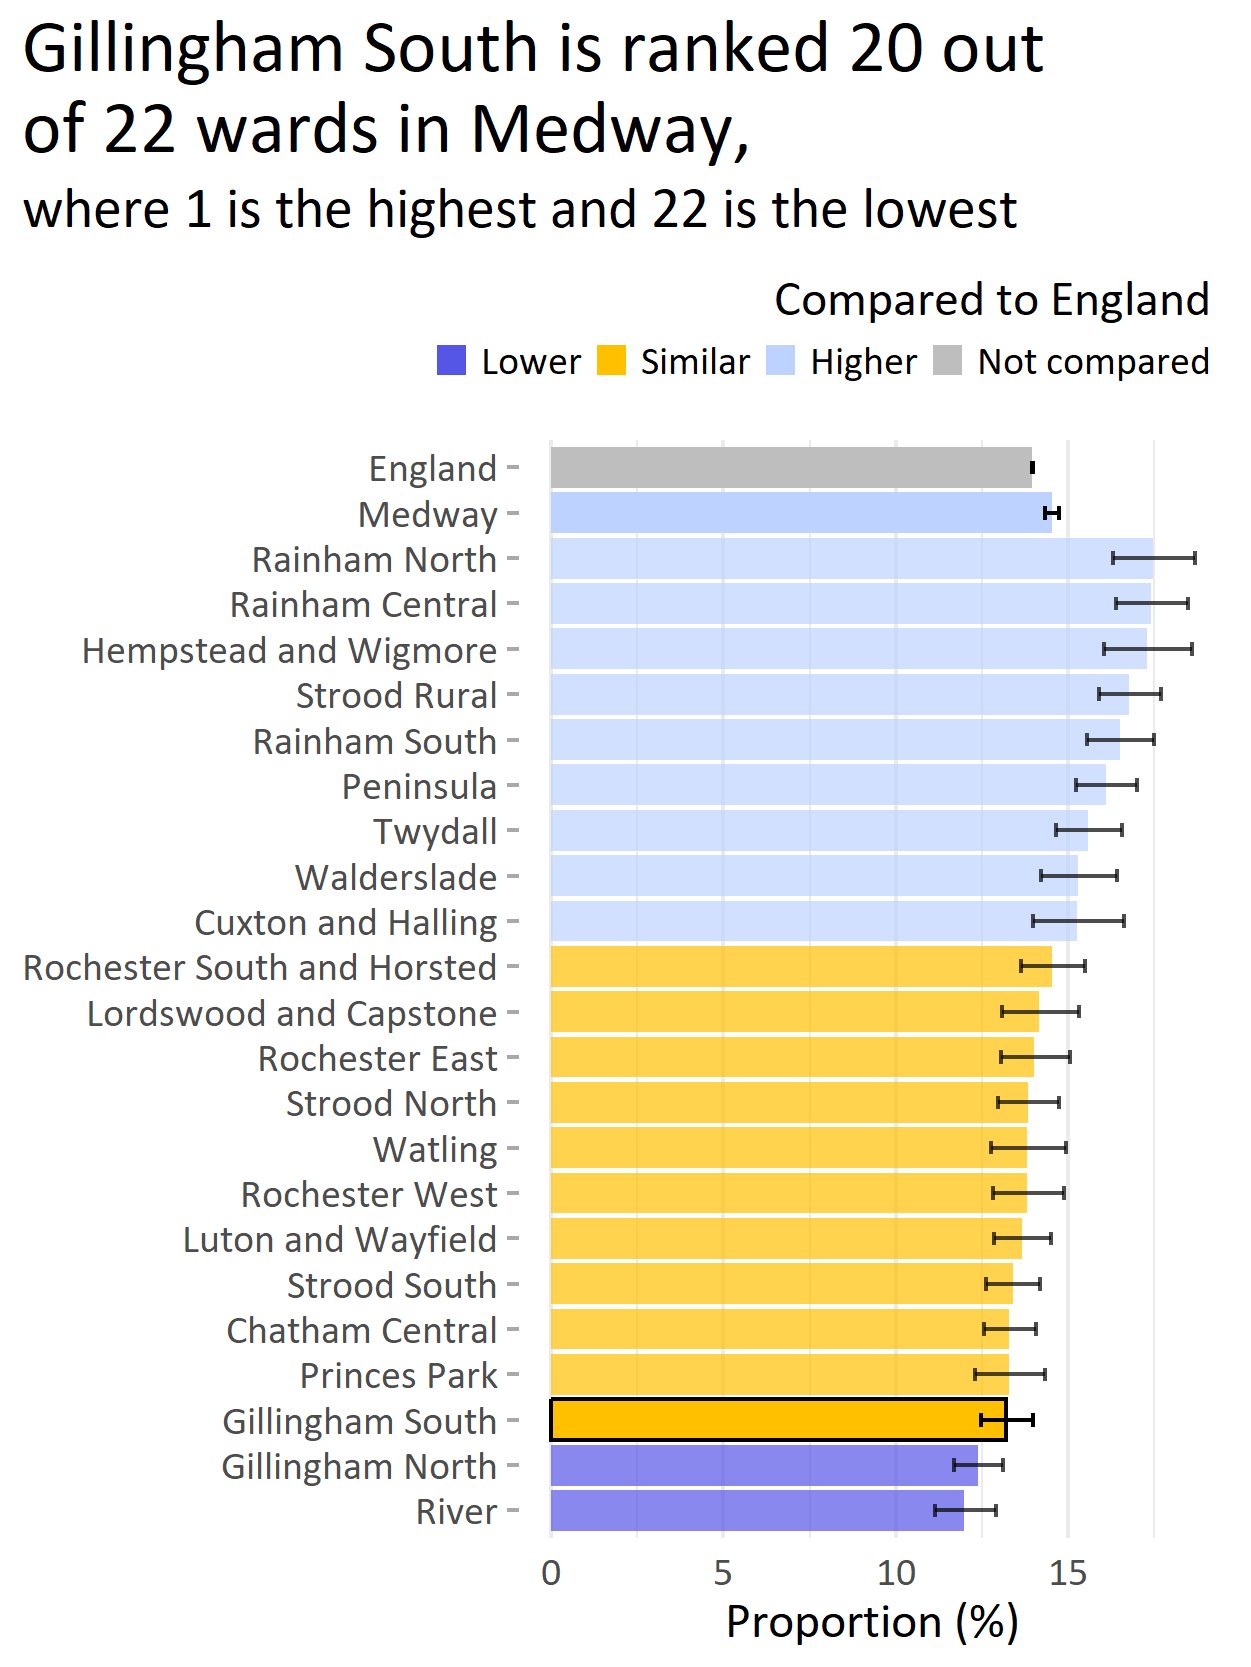 Gillingham South is ranked 20 out
of 22 wards in Medway,
where 1 is the highest and 22 is the lowest
Compared to England
Lower Similar Higher Not compared
England
Medway
Rainham North
Rainham Central
Hempstead and Wigmore
Strood Rural
Rainham South
Peninsula
Twydall
Walderslade
Cuxton and Halling
Rochester South and Horsted
Lordswood and Capstone
Rochester East
Strood North
Watling
Rochester West
Luton and Wayfield
Strood South
Chatham Central
Princes Park
Gillingham South
Gillingham North
River
0 5 10 15
Proportion (%)